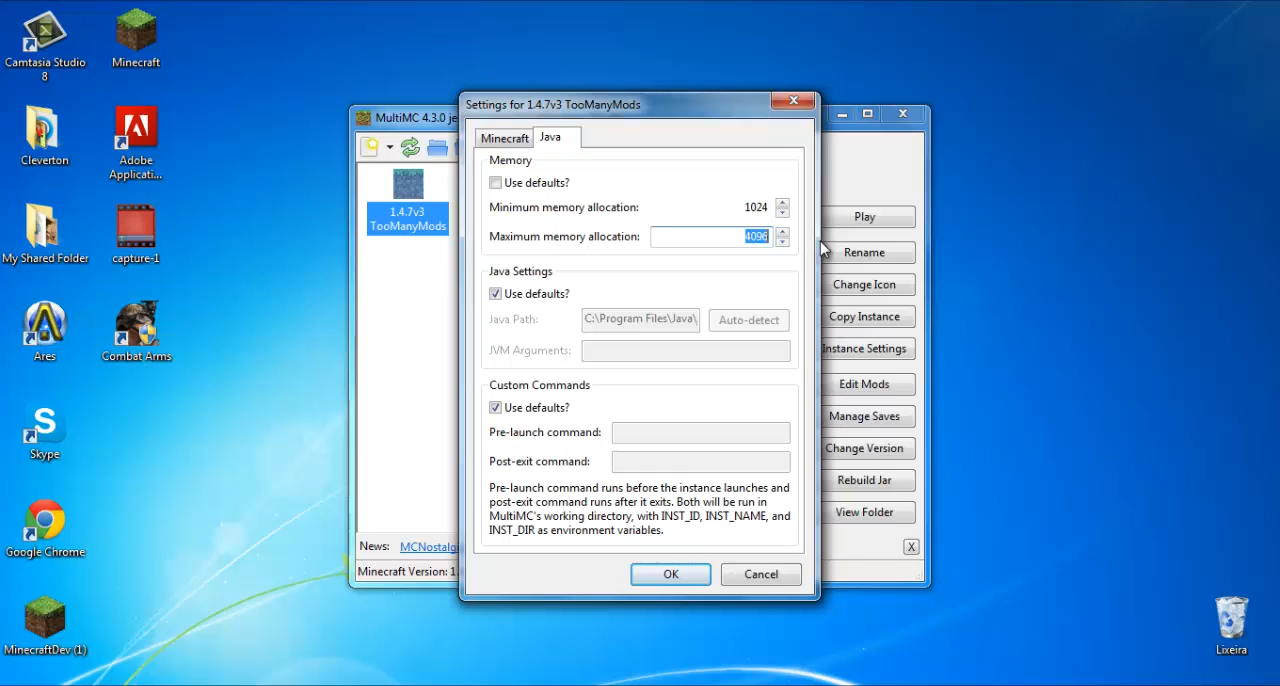 Camtasia Studio
8
Minecraft
Cleverton
Adobe
Applicati...
My Shared Folder
capture-1
Ares
Combat Arms
Skype
Google Chrome
MinecraftDev (1)
Lixeira
MultiMC 4.3.0 je
1.4.7v3
TooManyMods
News: MCNostalgi
Minecraft Version: 1.
Play
Rename
Change Icon
Copy Instance
Instance Settings
Edit Mods
Manage Saves
Change Version
Rebuild Jar
View Folder
X
Settings for 1.4.7v3 TooManyMods
Minecraft Java
Memory
Use defaults?
Minimum memory allocation: 1024
Maximum memory allocation: 4096
Java Settings
Use defaults?
Java Path: C:\Program Files\Java\ Auto-detect
JVM Arguments:
Custom Commands
Use defaults?
Pre-launch command:
Post-exit command:
Pre-launch command runs before the instance launches and
post-exit command runs after it exits. Both will be run in
MultiMC's working directory, with INST_ID, INST_NAME, and
INST_DIR as environment variables.
OK Cancel